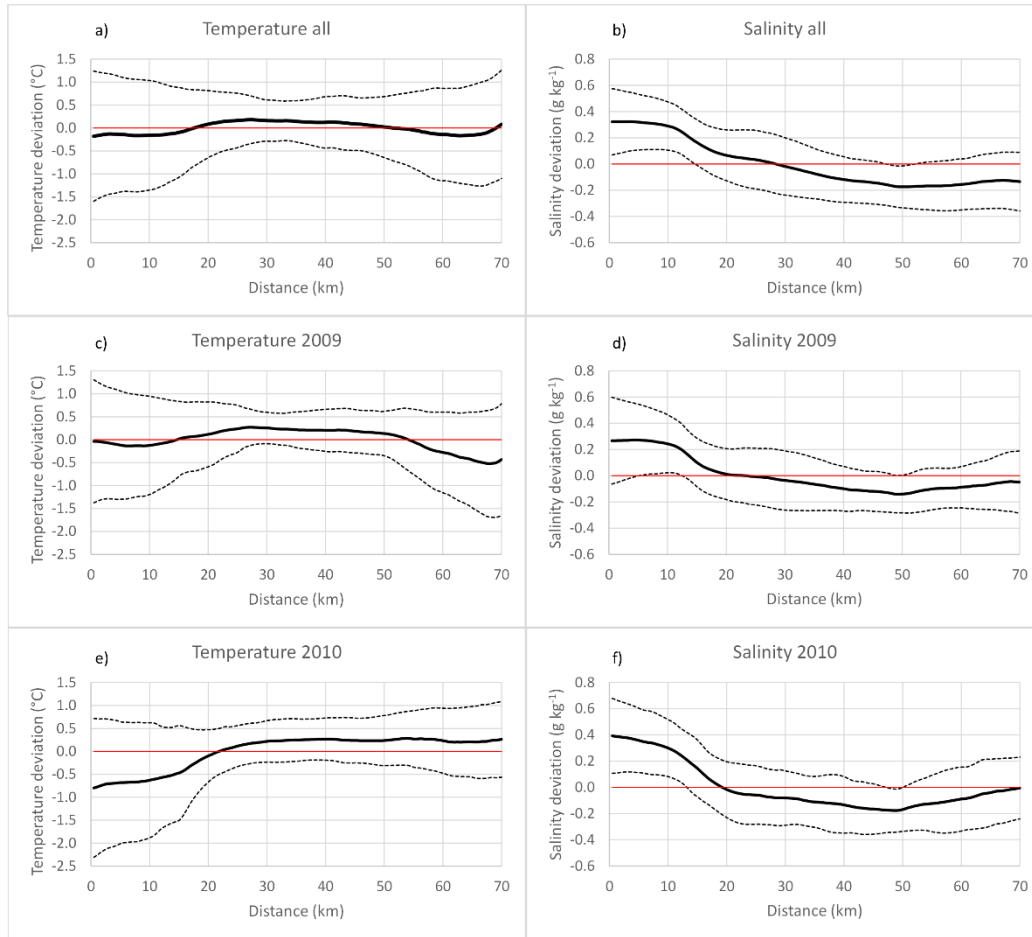 a) Temperature all
Temperature deviation (°C)
1.5
1.0
0.5
0.0
-0.5
-1.0
-1.5
-2.0
-2.5
0 10 20 30 40 50 60 70
Distance (km)
b) Salinity all
Salinity deviation (g kg⁻¹)
0.8
0.6
0.4
0.2
0.0
-0.2
-0.4
-0.6
0 10 20 30 40 50 60 70
Distance (km)
c) Temperature 2009
Temperature deviation (°C)
1.5
1.0
0.5
0.0
-0.5
-1.0
-1.5
-2.0
-2.5
0 10 20 30 40 50 60 70
Distance (km)
d) Salinity 2009
Salinity deviation (g kg⁻¹)
0.8
0.6
0.4
0.2
0.0
-0.2
-0.4
-0.6
0 10 20 30 40 50 60 70
Distance (km)
e) Temperature 2010
Temperature deviation (°C)
1.5
1.0
0.5
0.0
-0.5
-1.0
-1.5
-2.0
-2.5
0 10 20 30 40 50 60 70
Distance (km)
f) Salinity 2010
Salinity deviation (g kg⁻¹)
0.8
0.6
0.4
0.2
0.0
-0.2
-0.4
-0.6
0 10 20 30 40 50 60 70
Distance (km)